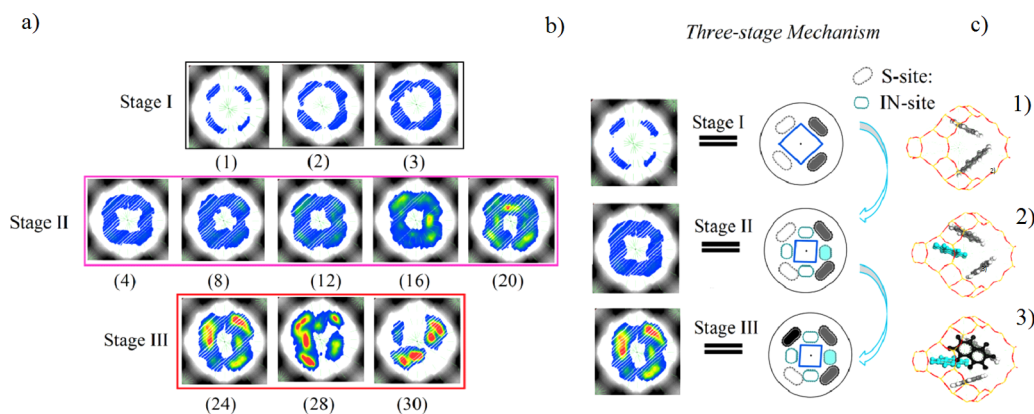 a)
b)
c)
Three-stage Mechanism
S-site:
IN-site
Stage I
(1) (2) (3)
Stage II
(4) (8) (12) (16) (20)
Stage III
(24) (28) (30)
Stage I
Stage II
Stage III
1)
2)
2)
3)